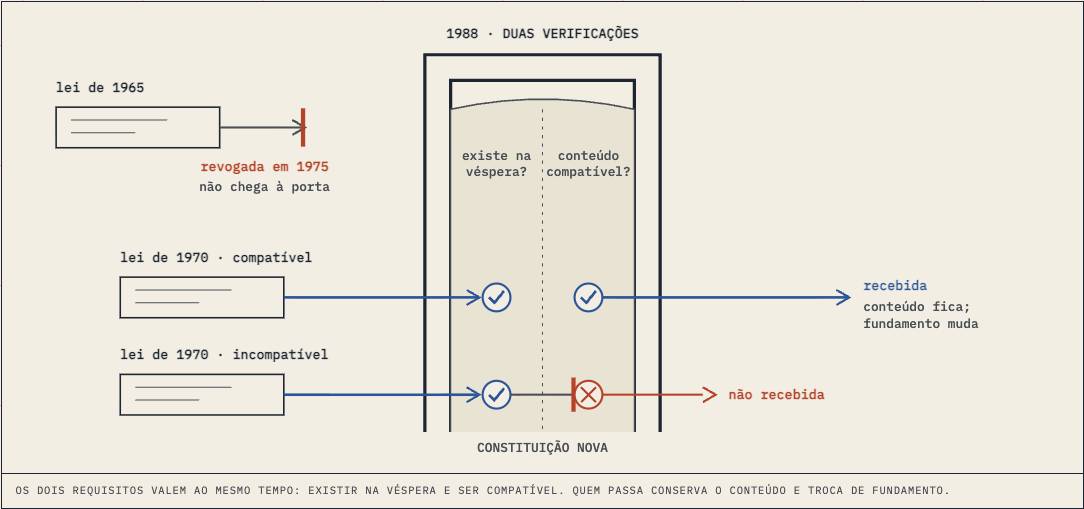 1988 · DUAS VERIFICAÇÕES
lei de 1965
revogada em 1975
não chega à porta
existe na
véspera?
conteúdo
compatível?
lei de 1970 · compatível
recebida
conteúdo fica;
fundamento muda
lei de 1970 · incompatível
não recebida
CONSTITUIÇÃO NOVA
OS DOIS REQUISITOS VALEM AO MESMO TEMPO: EXISTIR NA VÉSPERA E SER COMPATÍVEL. QUEM PASSA CONSERVA O CONTEÚDO E TROCA DE FUNDAMENTO.